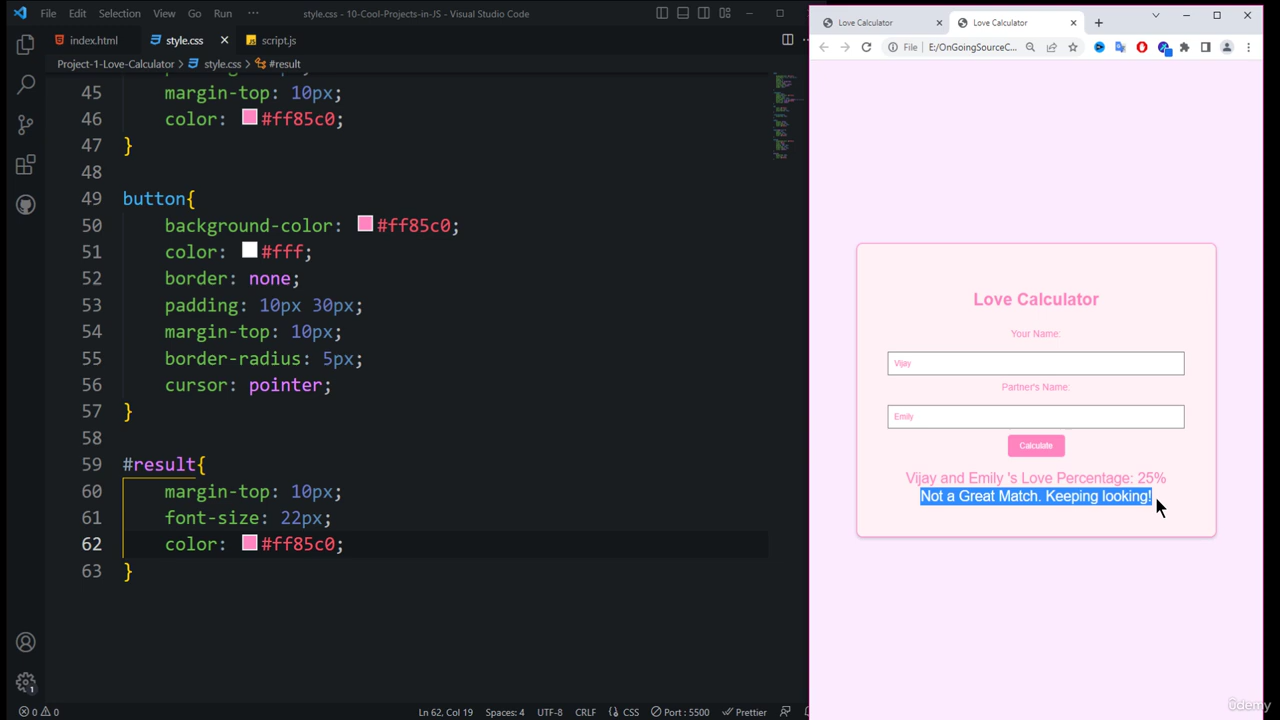 File Edit Selection View Go Run ··· style.css - 10-Cool-Projects-in-JS - Visual Studio Code
index.html style.css script.js
Project-1-Love-Calculator > style.css > #result
45 margin-top: 10px;
46 color: #ff85c0;
47 }
48
49 button{
50 background-color: #ff85c0;
51 color: #fff;
52 border: none;
53 padding: 10px 30px;
54 margin-top: 10px;
55 border-radius: 5px;
56 cursor: pointer;
57 }
58
59 #result{
60 margin-top: 10px;
61 font-size: 22px;
62 color: #ff85c0;
63 }
1
0 0 Ln 62, Col 19 Spaces: 4 UTF-8 CRLF {} CSS Port : 5500 Prettier
Love Calculator Love Calculator
File E:/OnGoingSourceC...
Love Calculator
Your Name:
Vijay
Partner's Name:
Emily
Calculate
Vijay and Emily 's Love Percentage: 25%
Not a Great Match. Keeping looking!
ûdemy